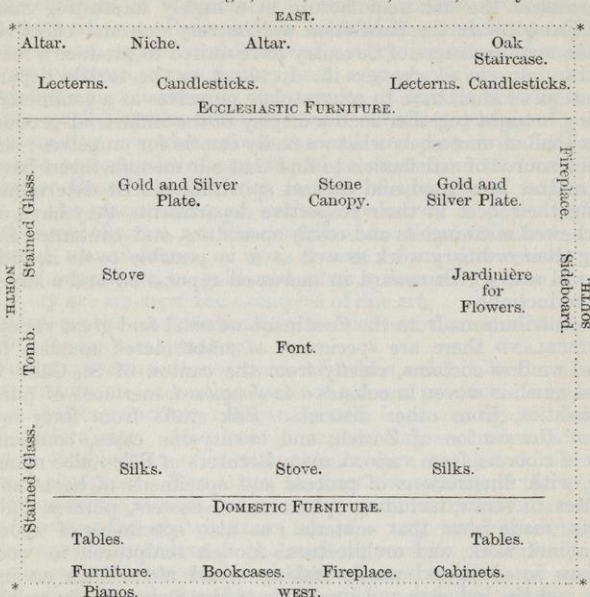 EAST.
Altar. Niche. Altar. Oak
Staircase.
Lecterns. Candlesticks. Lecterns. Candlesticks.
ECCLESIASTIC FURNITURE.
Gold and Silver
Plate.
Stone
Canopy.
Gold and
Silver Plate.
Fireplace.
Stained Glass.
Stove
Jardinière
for
Flowers.
Sideboard.
NORTH.
SOUTH.
Font.
Tomb
Stained Glass.
Silks. Stove. Silks.
DOMESTIC FURNITURE.
Tables. Tables.
Furniture. Bookcases. Fireplace. Cabinets.
Pianos. WEST.